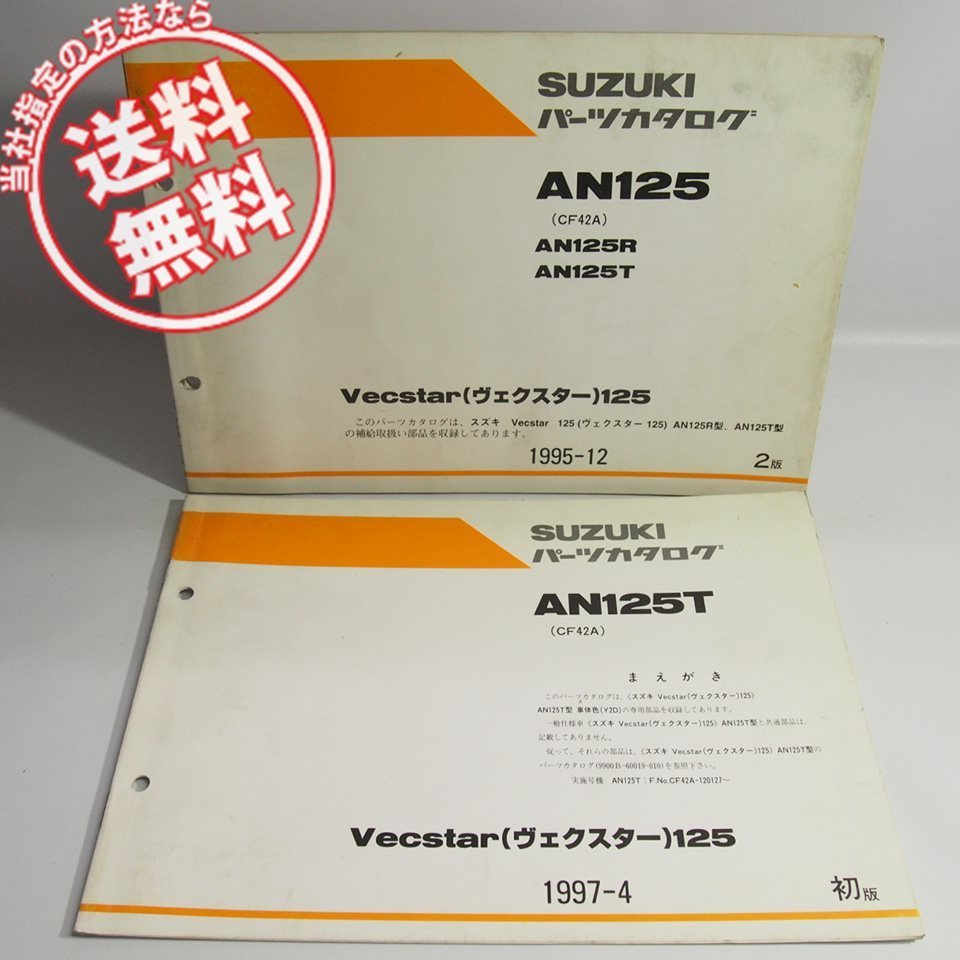 当社指定の方法なら
送料
無料
SUZUKI
パーツカタログ
AN125
(CF42A)
AN125R
AN125T
Vecstar(ヴェクスター)125
このパーツカタログは、スズキ Vecstar 125(ヴェクスター125) AN125R型、AN125T型
の補給取扱い部品を収録してあります。
1995-12 2版
SUZUKI
パーツカタログ
AN125T
(CF42A)
まえがき
このパーツカタログは、〈スズキ Vecstar(ヴェクスター)125〉
AN125T型 車体色(Y2D)の専用部品を収録してあります。
一般仕様車〈スズキ Vecstar(ヴェクスター)125〉AN125T型と共通部品は、
記載してありません。
従って、それらの部品は、〈スズキ Vecstar(ヴェクスター)125〉AN125T型の
パーツカタログ(9900B-60019-010)を参照下さい。
実施号機 AN125T:F.No.CF42A-120127～
Vecstar(ヴェクスター)125
1997-4 初版